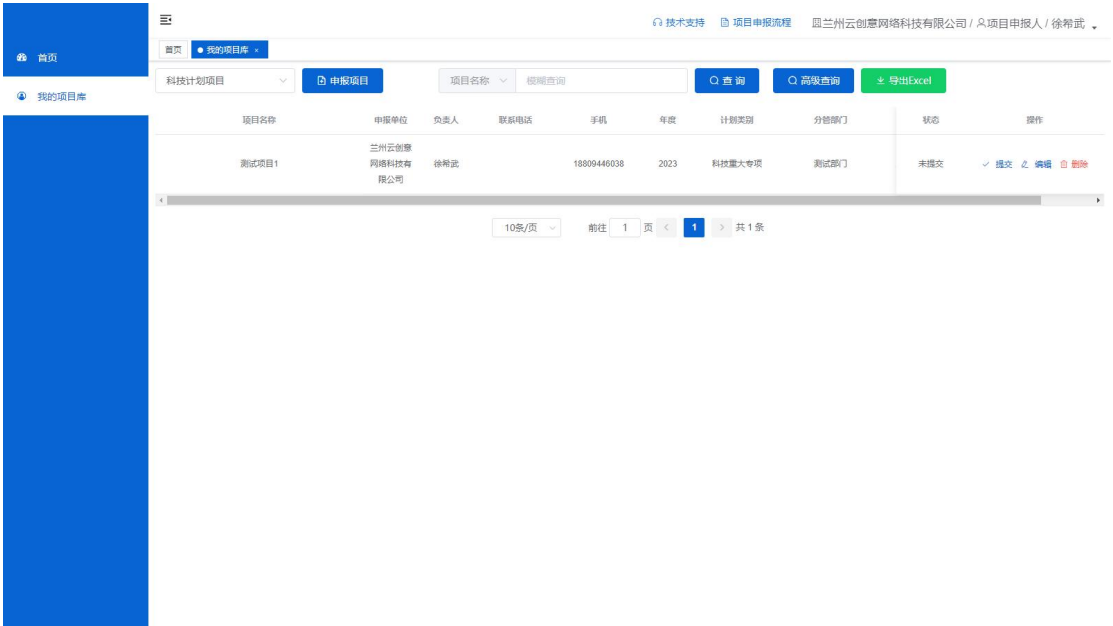 技术支持 项目申报流程 兰州云创意网络科技有限公司 / 项目申报人 / 徐希武
首页
我的项目库
首页 ● 我的项目库 ×
科技计划项目 申报项目 项目名称 模糊查询 查 询 高级查询 导出Excel
项目名称 申报单位 负责人 联系电话 手机 年度 计划类别 分管部门 状态 操作
测试项目1 兰州云创意
网络科技有
限公司 徐希武 18809446038 2023 科技重大专项 测试部门 未提交 提交 编辑 删除
10条/页 前往 1 页 < 1 > 共 1 条